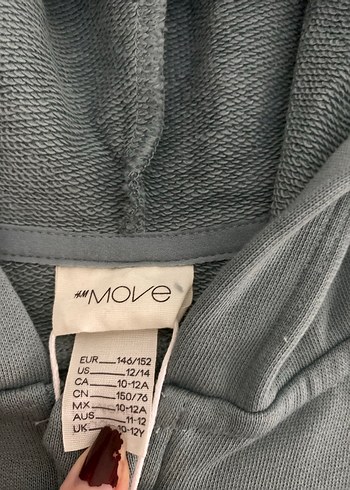 H&M MOVE
EUR 146/152
US 12/14
CA 10-12A
CN 150/76
MX 10-12A
AUS 11-12
UK 10-12Y